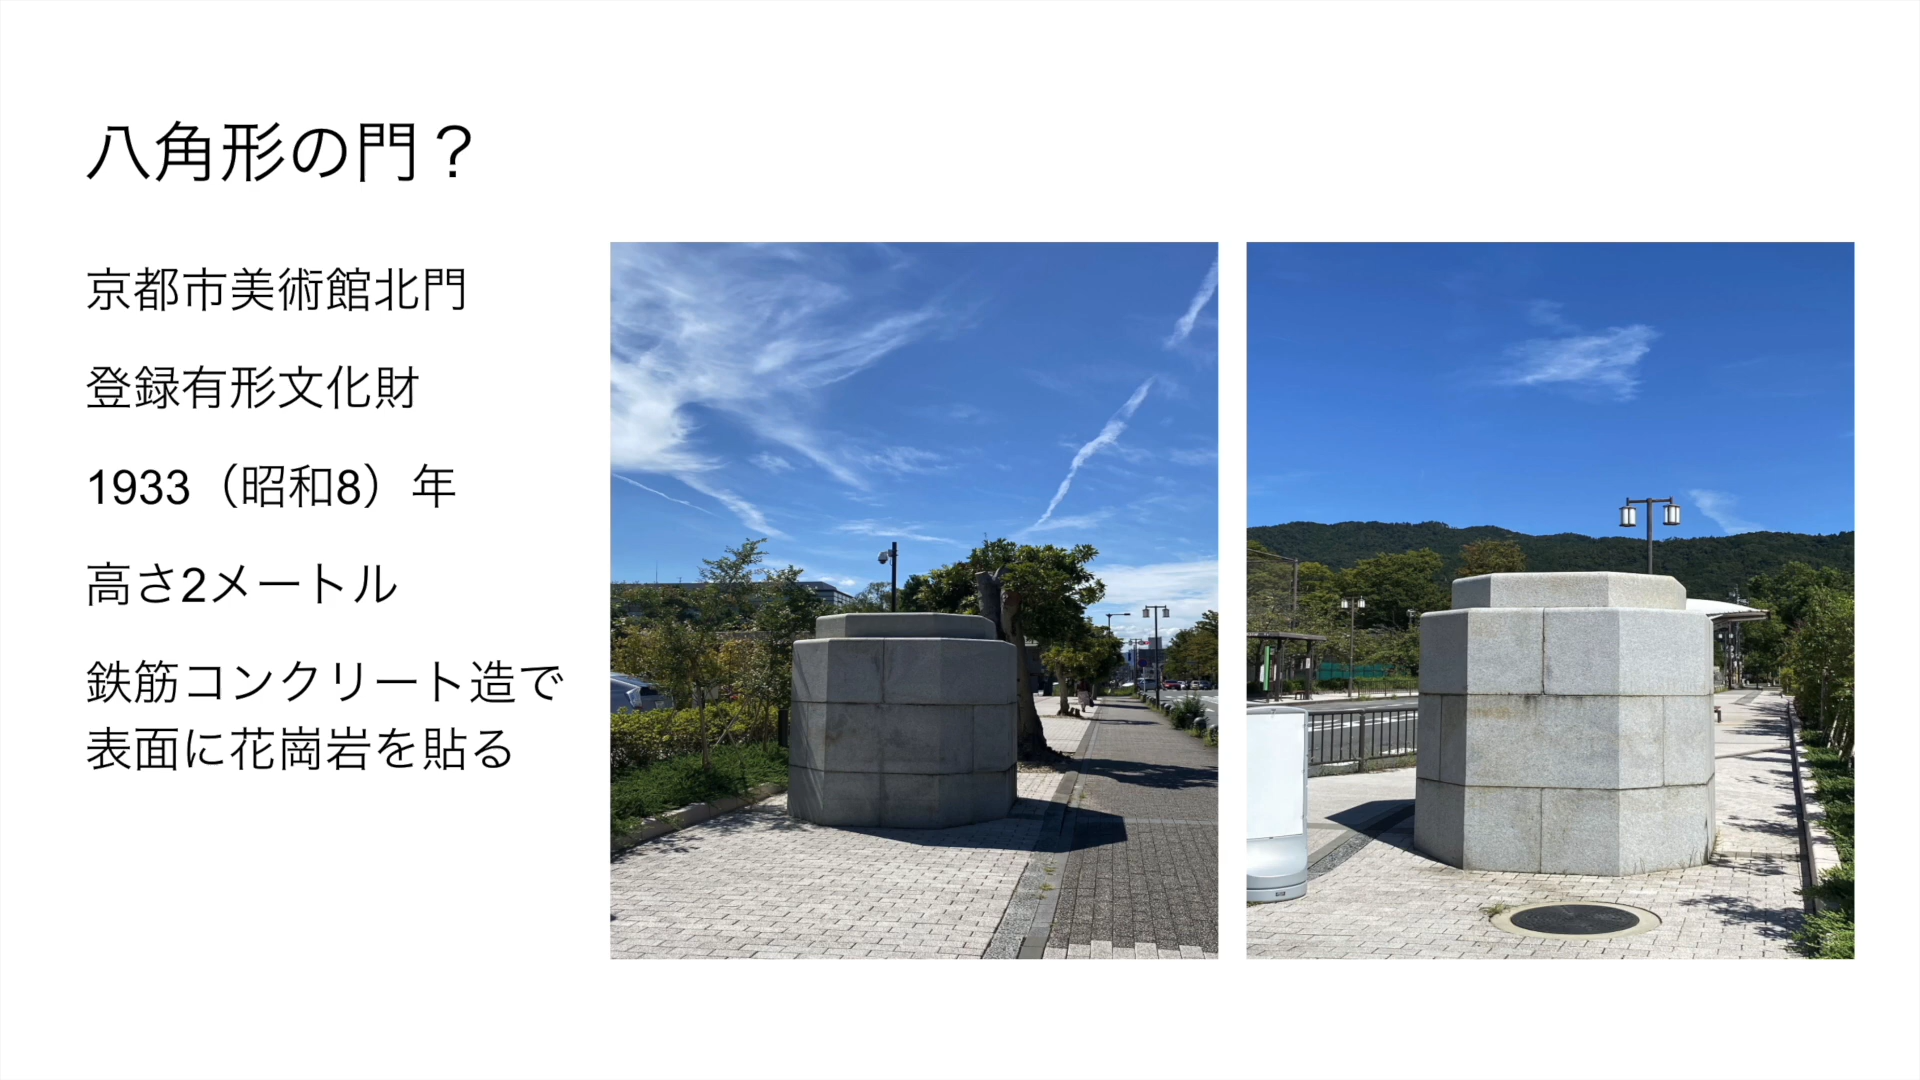 八角形の門？
京都市美術館北門
登録有形文化財
1933（昭和8）年
高さ2メートル
鉄筋コンクリート造で
表面に花崗岩を貼る